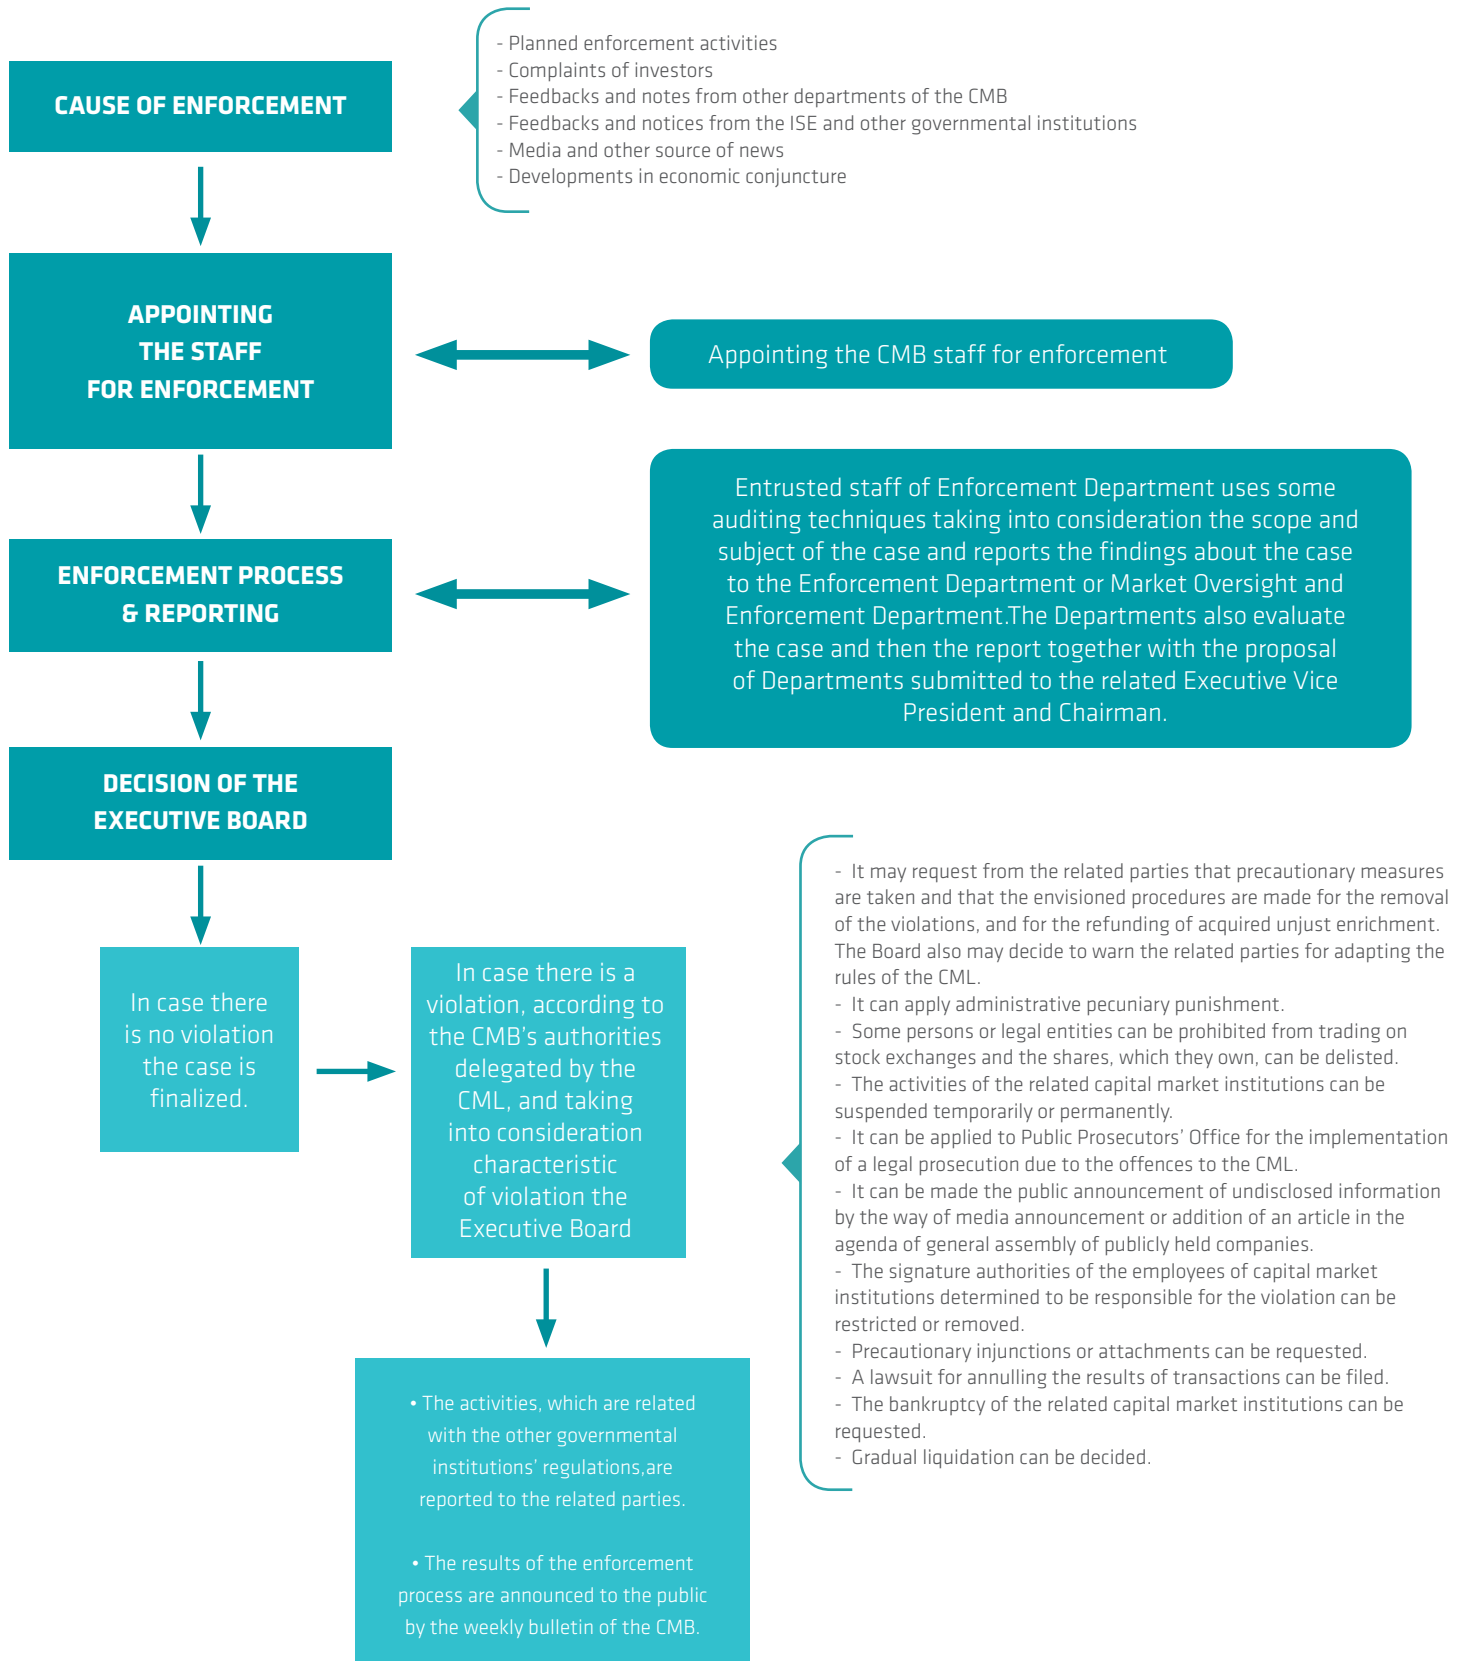 CAUSE OF ENFORCEMENT
- Planned enforcement activities
- Complaints of investors
- Feedbacks and notes from other departments of the CMB
- Feedbacks and notices from the ISE and other governmental institutions
- Media and other source of news
- Developments in economic conjuncture
APPOINTING
THE STAFF
FOR ENFORCEMENT
Appointing the CMB staff for enforcement
ENFORCEMENT PROCESS
& REPORTING
Entrusted staff of Enforcement Department uses some
auditing techniques taking into consideration the scope and
subject of the case and reports the findings about the case
to the Enforcement Department or Market Oversight and
Enforcement Department.The Departments also evaluate
the case and then the report together with the proposal
of Departments submitted to the related Executive Vice
President and Chairman.
DECISION OF THE
EXECUTIVE BOARD
In case there
is no violation
the case is
finalized.
In case there is a
violation, according to
the CMB's authorities
delegated by the
CML, and taking
into consideration
characteristic
of violation the
Executive Board
- It may request from the related parties that precautionary measures
are taken and that the envisioned procedures are made for the removal
of the violations, and for the refunding of acquired unjust enrichment.
The Board also may decide to warn the related parties for adapting the
rules of the CML.
- It can apply administrative pecuniary punishment.
- Some persons or legal entities can be prohibited from trading on
stock exchanges and the shares, which they own, can be delisted.
- The activities of the related capital market institutions can be
suspended temporarily or permanently.
- It can be applied to Public Prosecutors' Office for the implementation
of a legal prosecution due to the offences to the CML.
- It can be made the public announcement of undisclosed information
by the way of media announcement or addition of an article in the
agenda of general assembly of publicly held companies.
- The signature authorities of the employees of capital market
institutions determined to be responsible for the violation can be
restricted or removed.
- Precautionary injunctions or attachments can be requested.
- A lawsuit for annulling the results of transactions can be filed.
- The bankruptcy of the related capital market institutions can be
requested.
- Gradual liquidation can be decided.
• The activities, which are related
with the other governmental
institutions' regulations,are
reported to the related parties.
• The results of the enforcement
process are announced to the public
by the weekly bulletin of the CMB.